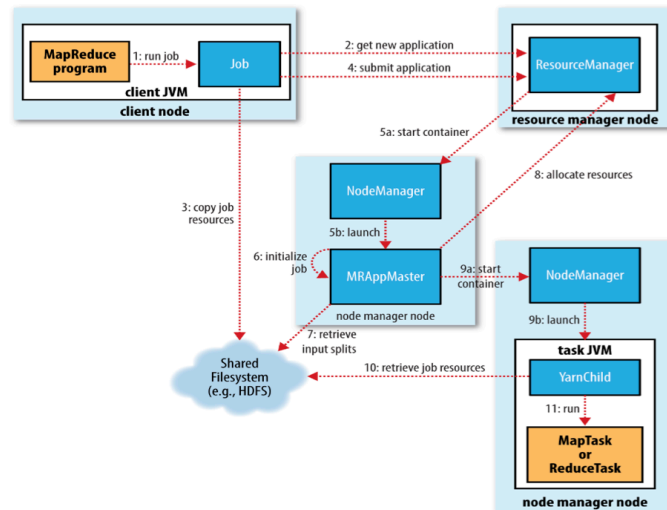 MapReduce
program
1: run job
Job
client JVM
client node
2: get new application
4: submit application
ResourceManager
resource manager node
5a: start container
3: copy job
resources
NodeManager
8: allocate resources
5b: launch
6: initialize
job
MRAppMaster
9a: start
container
NodeManager
node manager node
9b: launch
7: retrieve
input splits
task JVM
Shared
Filesystem
(e.g., HDFS)
10: retrieve job resources
YarnChild
11: run
MapTask
or
ReduceTask
node manager node